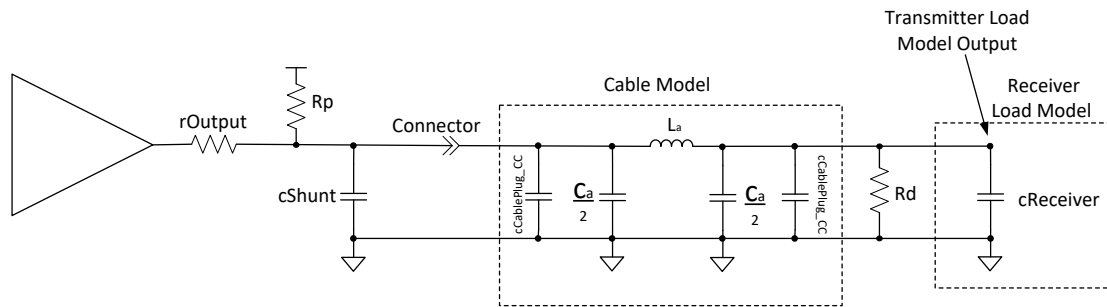 Transmitter Load
Model Output
Receiver
Load Model
Cable Model
Rp
rOutput
Connector
La
cShunt
cCablePlug_CC
Ca
2
Ca
2
cCablePlug_CC
Rd
cReceiver